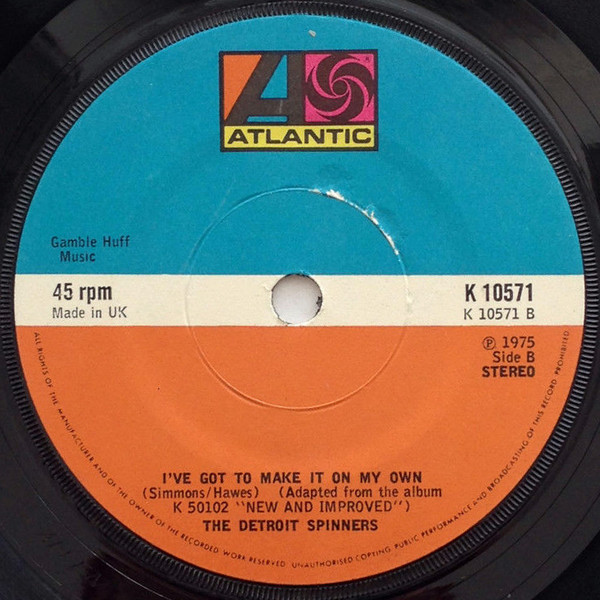 ATLANTIC
Gamble Huff
Music
45 rpm
Made in UK
K 10571
K 10571 B
℗ 1975
Side B
STEREO
I'VE GOT TO MAKE IT ON MY OWN
(Simmons/Hawes) (Adapted from the album
K 50102 "NEW AND IMPROVED")
THE DETROIT SPINNERS
ALL RIGHTS OF THE MANUFACTURER AND OF THE OWNER OF THE RECORDED WORK RESERVED. UNAUTHORISED COPYING, PUBLIC PERFORMANCE AND BROADCASTING OF THIS RECORD PROHIBITED